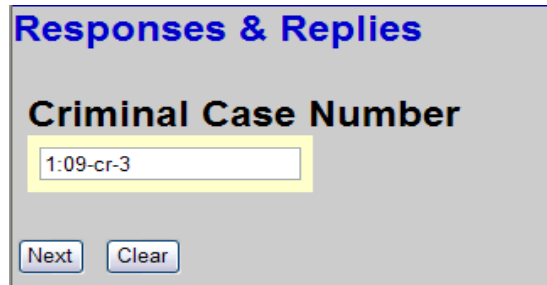 Responses & Replies
Criminal Case Number
1:09-cr-3
Next Clear